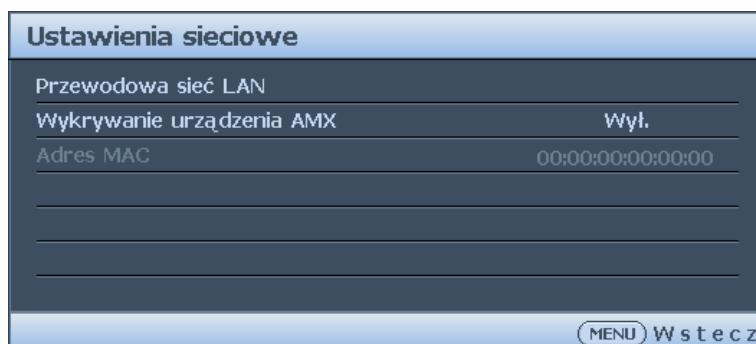 Ustawienia sieciowe
Przewodowa sieć LAN
Wykrywanie urządzenia AMX Wył.
Adres MAC 00:00:00:00:00:00
MENU Wstecz